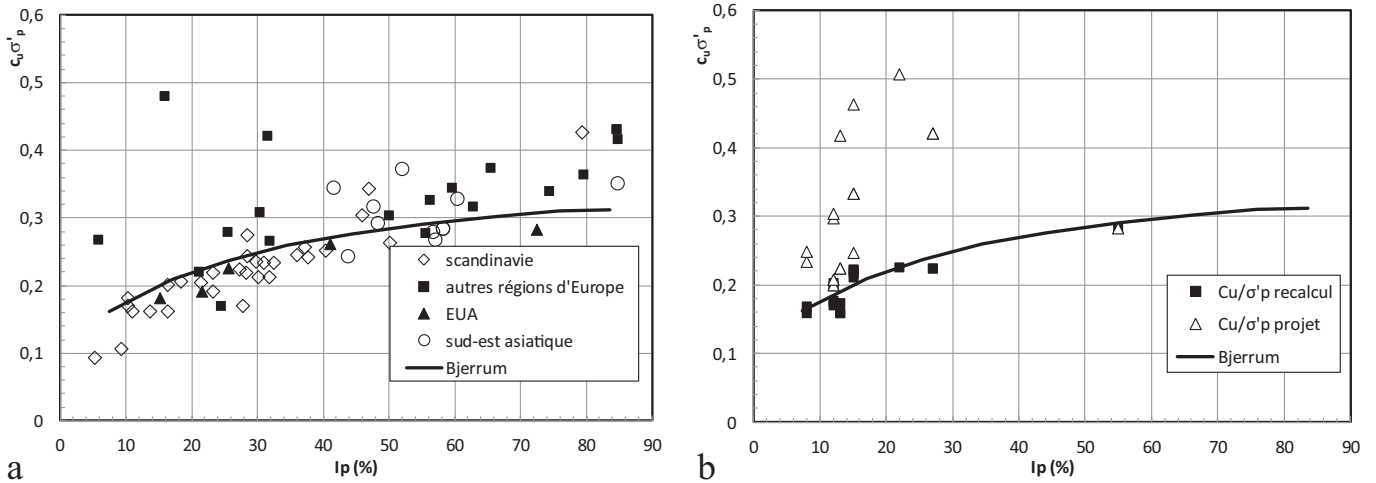 0,6
0,5
0,4
0,3
0,2
0,1
0
cᵤσ'ₚ
scandinavie
autres régions d'Europe
EUA
sud-est asiatique
Bjerrum
0 10 20 30 40 50 60 70 80 90
Ip (%)
a
0,6
0,5
0,4
0,3
0,2
0,1
0
cᵤσ'ₚ
Cu/σ'p recalcul
Cu/σ'p projet
Bjerrum
0 10 20 30 40 50 60 70 80 90
Ip (%)
b